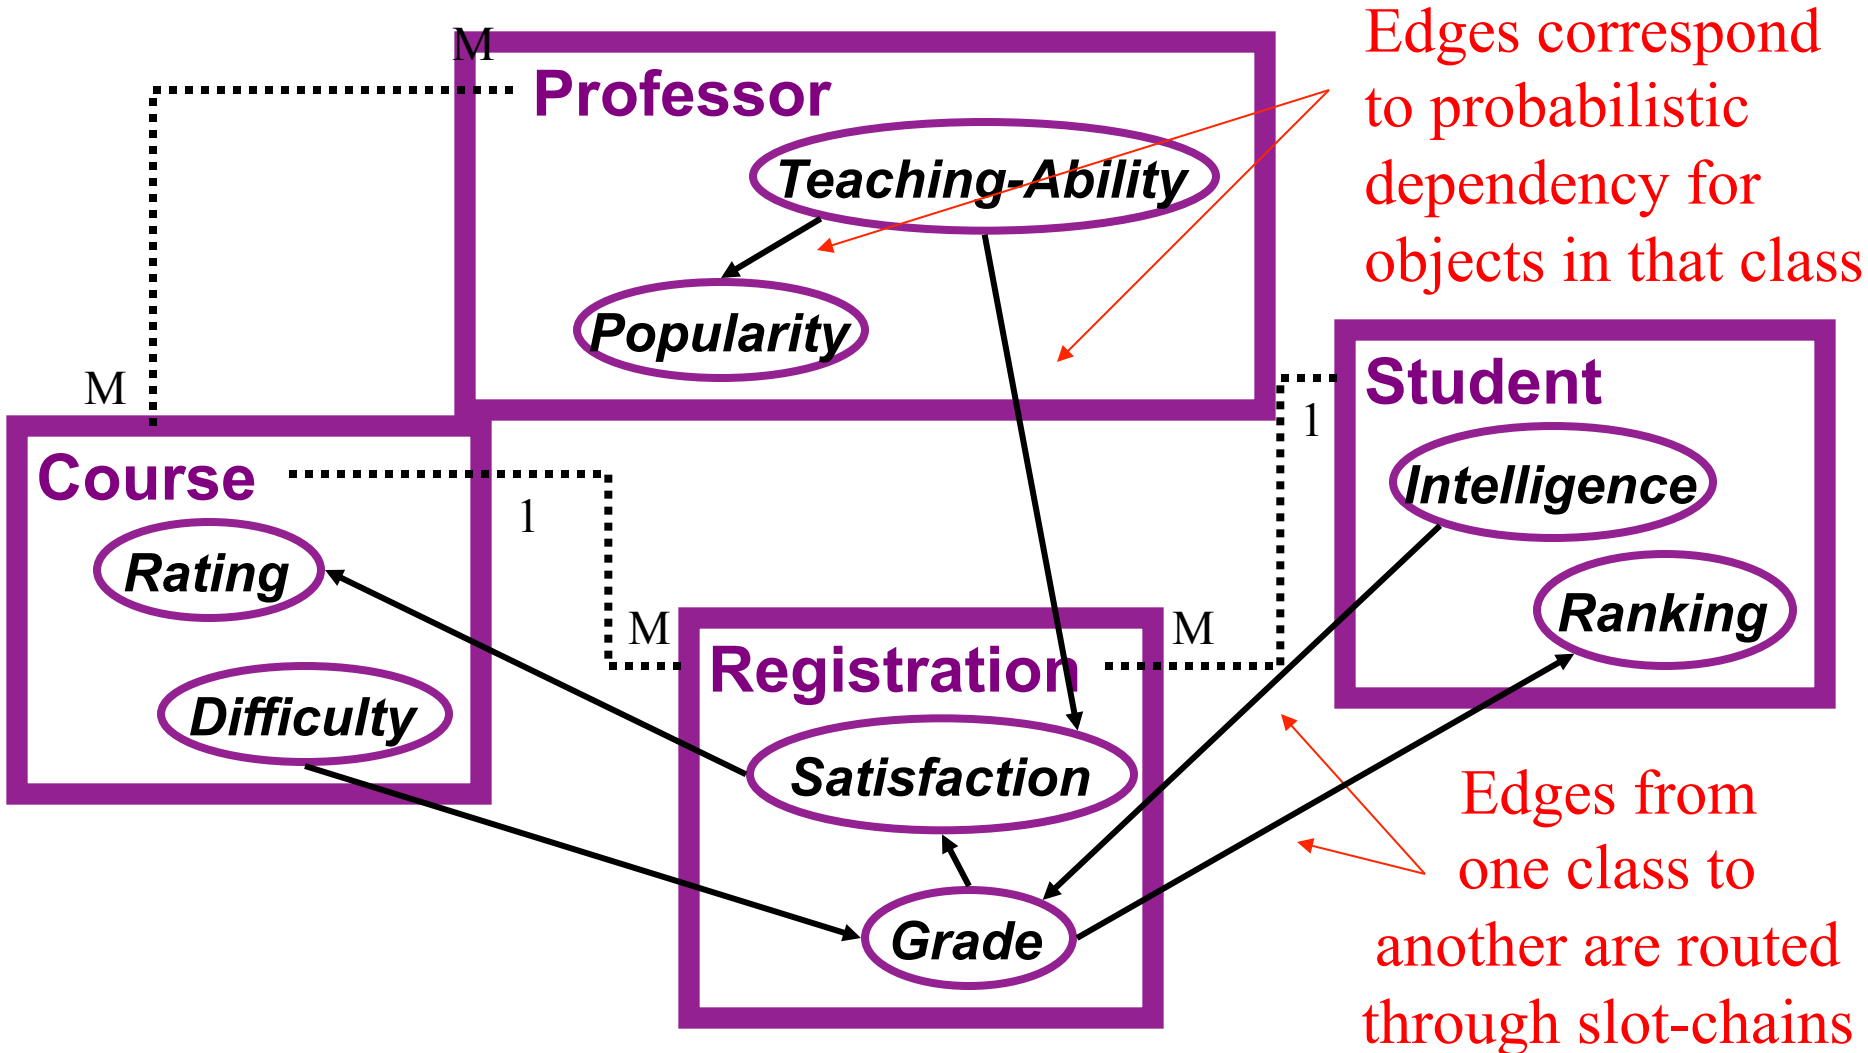 M
Edges correspond
to probabilistic
dependency for
objects in that class
Professor
Teaching-Ability
Popularity
M
Student
1
Intelligence
Ranking
Course
1
Rating
Difficulty
M
M
Registration
Satisfaction
Grade
Edges from
one class to
another are routed
through slot-chains